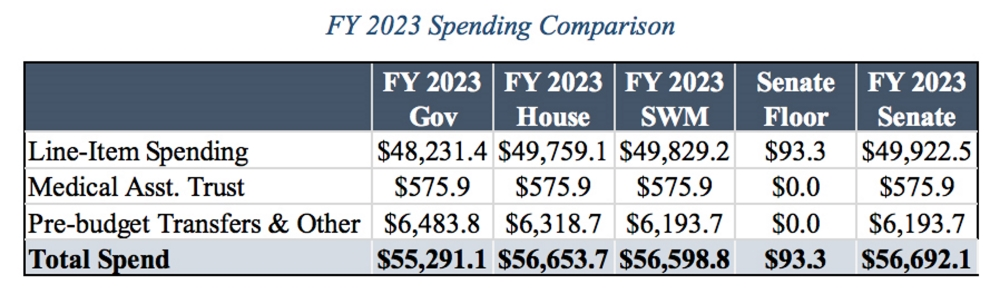 FY 2023 Spending Comparison
FY 2023 Gov FY 2023 House FY 2023 SWM Senate Floor FY 2023 Senate
Line-Item Spending $48,231.4 $49,759.1 $49,829.2 $93.3 $49,922.5
Medical Asst. Trust $575.9 $575.9 $575.9 $0.0 $575.9
Pre-budget Transfers & Other $6,483.8 $6,318.7 $6,193.7 $0.0 $6,193.7
Total Spend $55,291.1 $56,653.7 $56,598.8 $93.3 $56,692.1